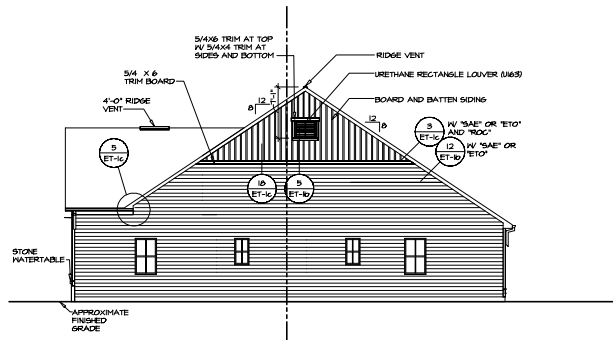 5/4X6 TRIM AT TOP
W/ 5/4X4 TRIM AT
SIDES AND BOTTOM
RIDGE VENT
5/4 X 6
TRIM BOARD
URETHANE RECTANGLE LOUVER (U163)
4'-0" RIDGE
VENT
12
8
BOARD AND BATTEN SIDING
12
8
3
ET-1c
W/ "SAE" OR "ETO"
AND "ROC"
5
ET-1c
12
ET-1b
W/ "SAE" OR
"ETO"
18
ET-1c
5
ET-1b
STONE
WATERTABLE
APPROXIMATE
FINISHED
GRADE